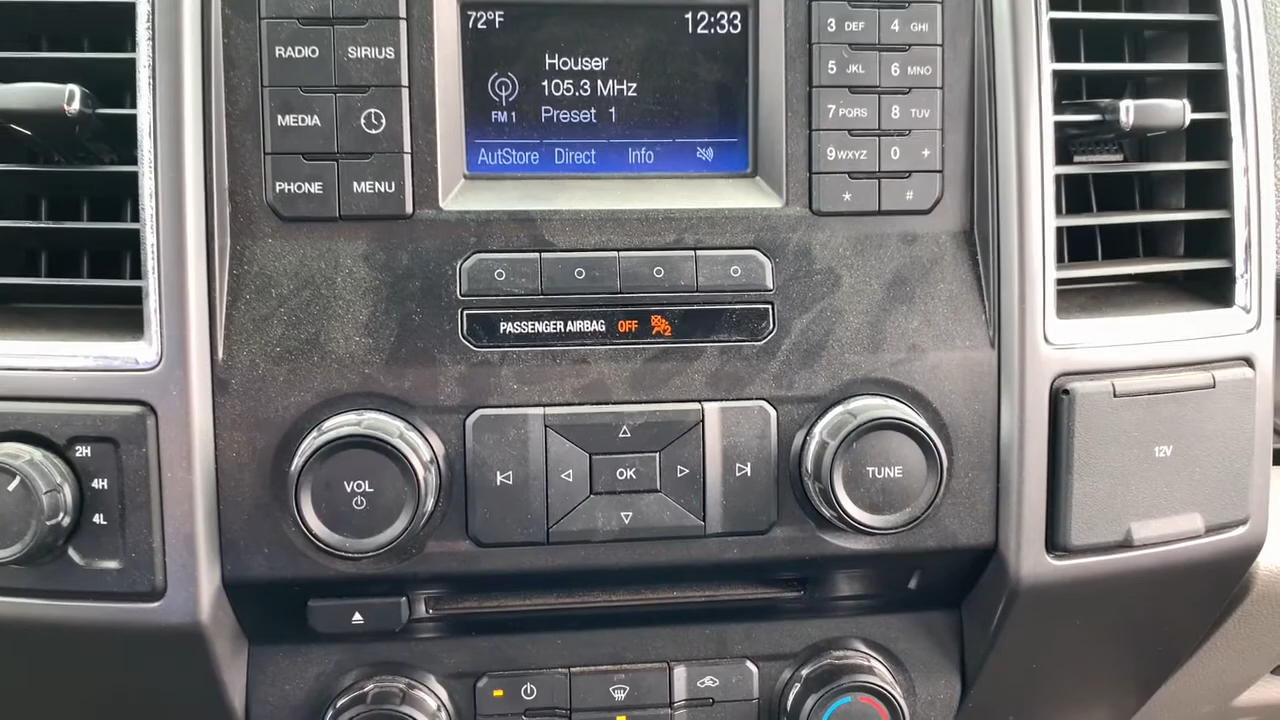 72°F 12:33
Houser
105.3 MHz
FM 1 Preset 1
AutoStore Direct Info
RADIO SIRIUS
MEDIA
PHONE MENU
3 DEF 4 GHI
5 JKL 6 MNO
7 PQRS 8 TUV
9 WXYZ 0 +
* #
PASSENGER AIRBAG OFF 2
2H
4H
4L
VOL
OK
TUNE
12V